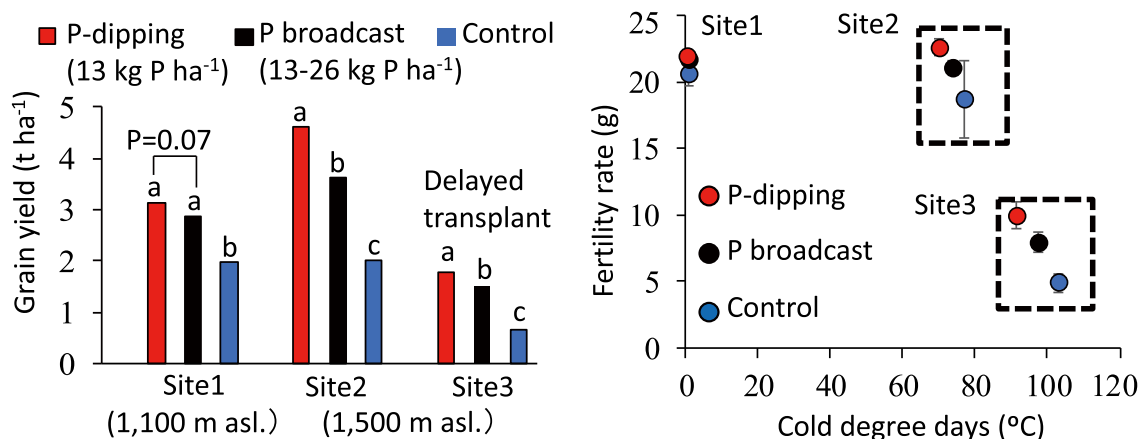 P-dipping
(13 kg P ha⁻¹)
P broadcast
(13-26 kg P ha⁻¹)
Control
Grain yield (t ha⁻¹)
5
4
3
2
1
0
P=0.07
a
a
b
a
b
c
Delayed
transplant
a
b
c
Site1
Site2
Site3
(1,100 m asl.)
(1,500 m asl.)
Fertility rate (g)
25
20
15
10
5
0
Site1
Site2
Site3
P-dipping
P broadcast
Control
0
20
40
60
80
100
120
Cold degree days (ºC)